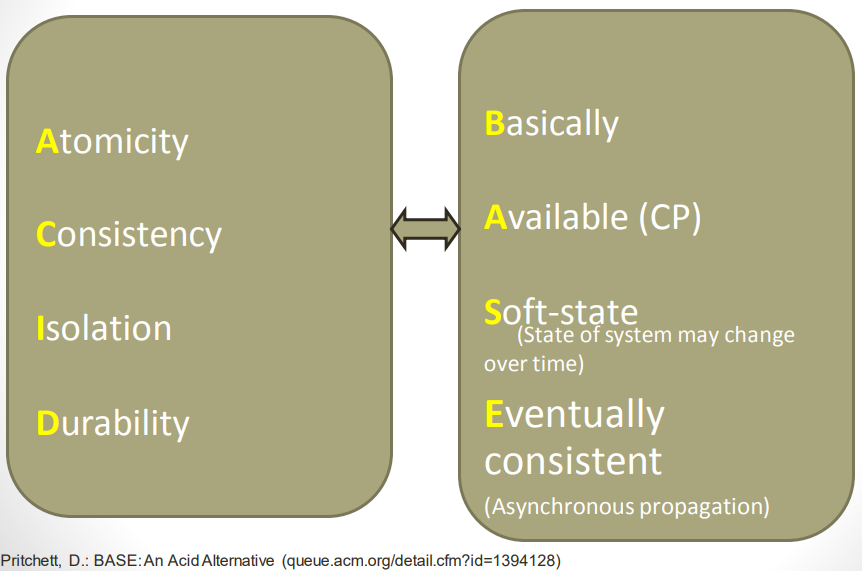 Atomicity
Consistency
Isolation
Durability
Basically
Available (CP)
Soft-state
(State of system may change
over time)
Eventually
consistent
(Asynchronous propagation)
Pritchett, D.: BASE: An Acid Alternative (queue.acm.org/detail.cfm?id=1394128)